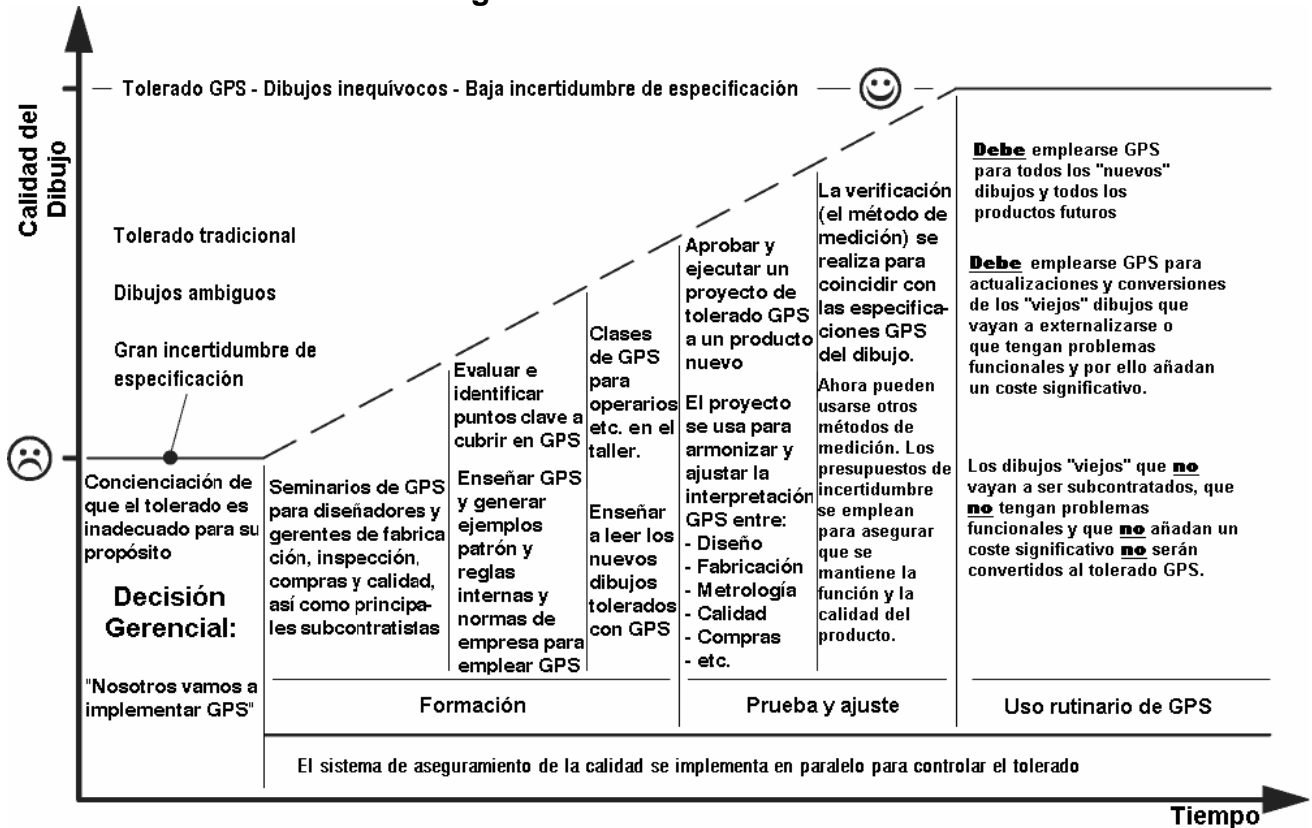 Calidad del
Dibujo
Tolerado GPS - Dibujos inequívocos - Baja incertidumbre de especificación
Tolerado tradicional
Dibujos ambiguos
Gran incertidumbre de
especificación
Concienciación de
que el tolerado es
inadecuado para su
propósito
Decisión
Gerencial:
"Nosotros vamos a
implementar GPS"
Seminarios de GPS
para diseñadores y
gerentes de fabrica
ción, inspección,
compras y calidad,
así como principa-
les subcontratistas
Evaluar e
identificar
puntos clave a
cubrir en GPS
Enseñar GPS
y generar
ejemplos
patrón y
reglas
internas y
normas de
empresa para
emplear GPS
Clases
de GPS
para
operarios
etc. en el
taller.
Enseñar
a leer los
nuevos
dibujos
tolerados
con GPS
Formación
Aprobar y
ejecutar un
proyecto de
tolerado GPS
a un producto
nuevo
El proyecto
se usa para
armonizar y
ajustar la
interpretación
GPS entre:
- Diseño
- Fabricación
- Metrología
- Calidad
- Compras
- etc.
La verificación
(el método de
medición) se
realiza para
coincidir con
las especifica-
ciones GPS
del dibujo.
Ahora pueden
usarse otros
métodos de
medición. Los
presupuestos de
incertidumbre
se emplean
para asegurar
que se
mantiene la
función y la
calidad del
producto.
Prueba y ajuste
Debe emplearse GPS
para todos los "nuevos"
dibujos y todos los
productos futuros
Debe emplearse GPS para
actualizaciones y conversiones
de los "viejos" dibujos que
vayan a externalizarse o
que tengan problemas
funcionales y por ello añadan
un coste significativo.
Los dibujos "viejos" que no
vayan a ser subcontratados, que
no tengan problemas
funcionales y que no añadan un
coste significativo no serán
convertidos al tolerado GPS.
Uso rutinario de GPS
El sistema de aseguramiento de la calidad se implementa en paralelo para controlar el tolerado
Tiempo